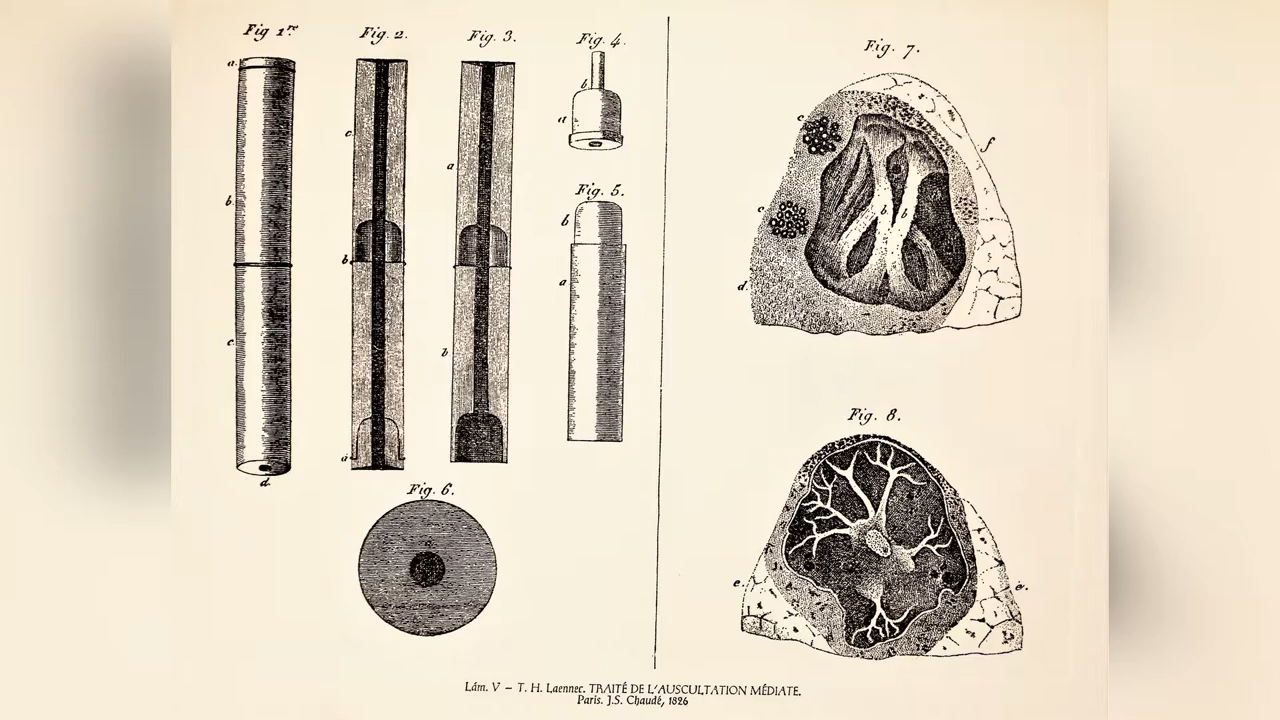 Fig 1re
Fig. 2.
Fig. 3.
Fig. 4.
a.
b
a
c
a
b.
Fig. 5.
b
a
b.
c
b
a
d.
Fig. 6.
Fig. 7.
c
f
b
b
c
d.
Fig. 8.
e.
e.
Lám. V – T. H. Laennec. TRAITÉ DE L'AUSCULTATION MÉDIATE.
Paris. J.S. Chaudé, 1826